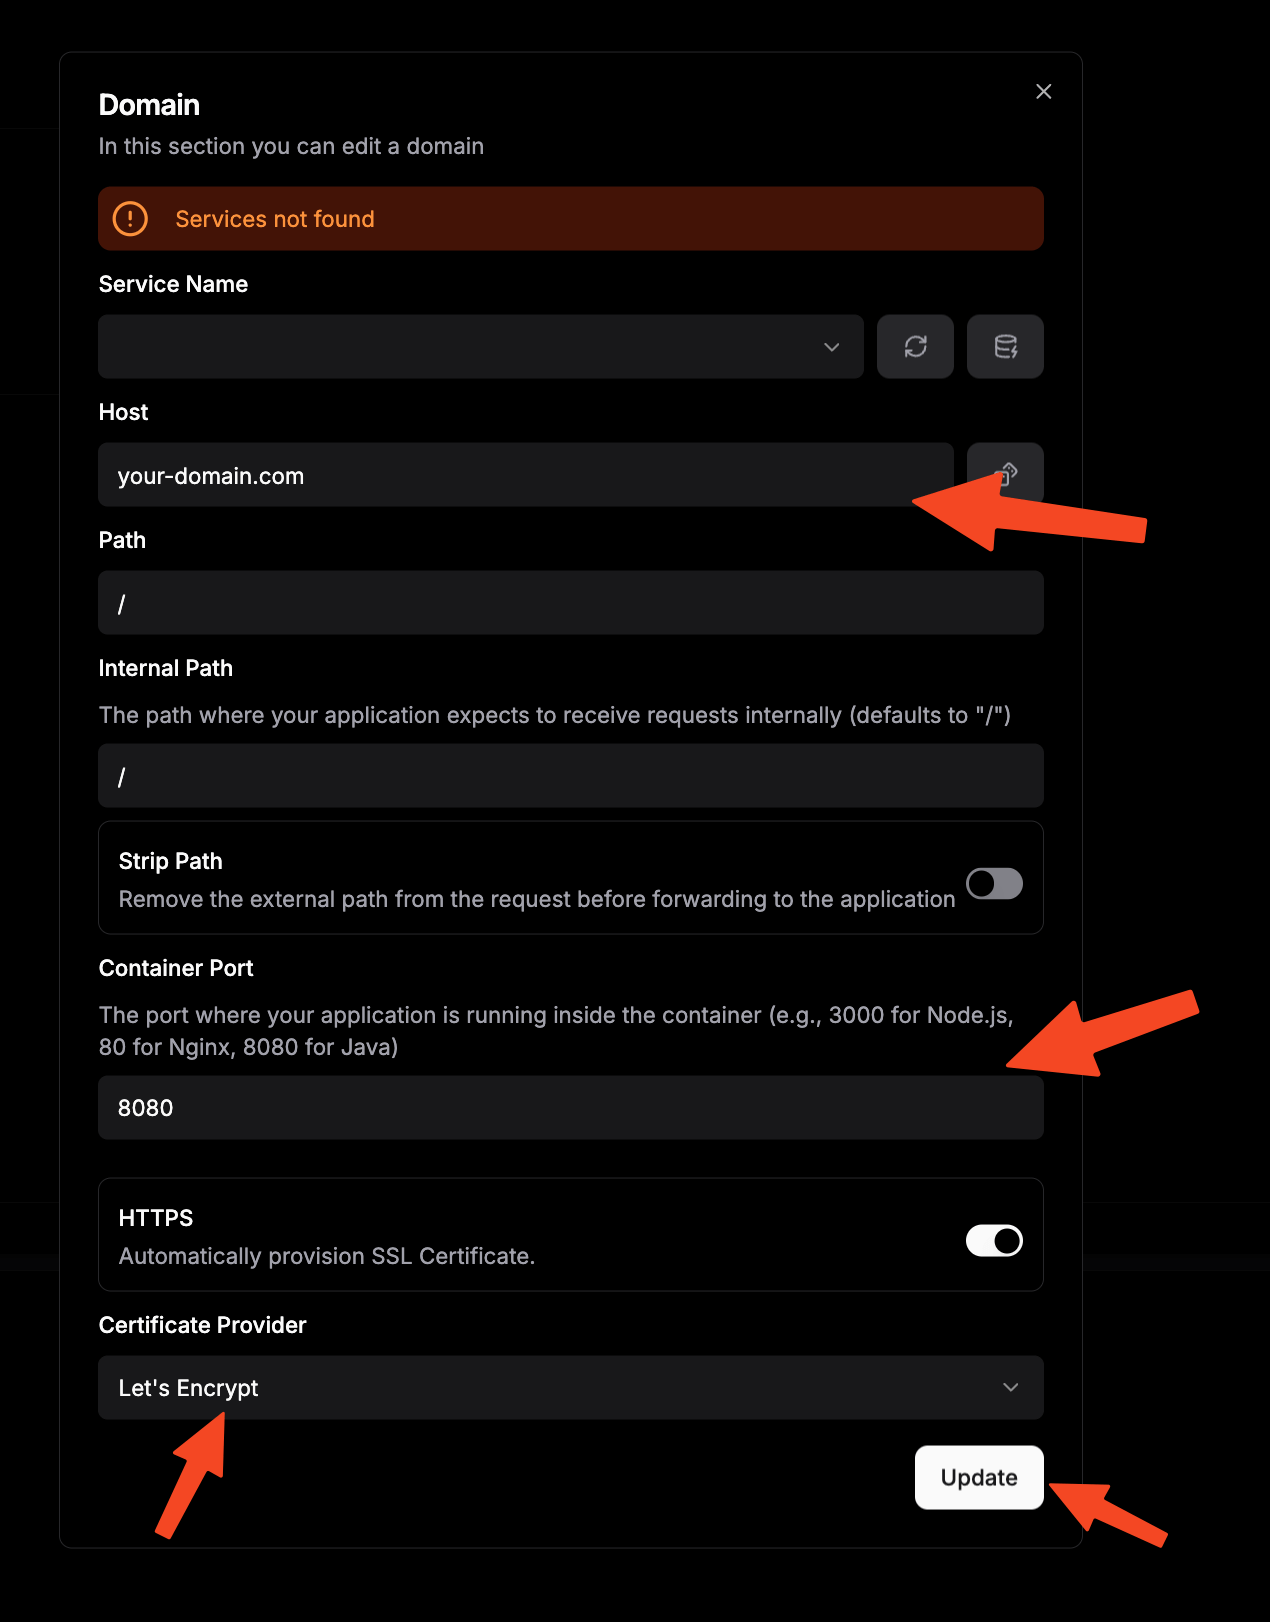 Domain
In this section you can edit a domain
Services not found
Service Name
Host
your-domain.com
Path
/
Internal Path
The path where your application expects to receive requests internally (defaults to "/")
/
Strip Path
Remove the external path from the request before forwarding to the application
Container Port
The port where your application is running inside the container (e.g., 3000 for Node.js,
80 for Nginx, 8080 for Java)
8080
HTTPS
Automatically provision SSL Certificate.
Certificate Provider
Let's Encrypt
Update